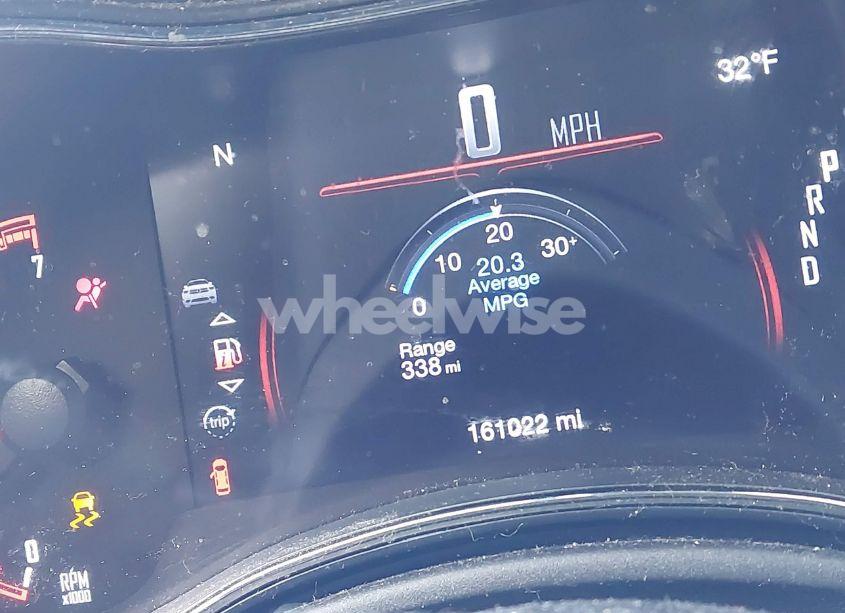 32°F
0 MPH
N
P
R
N
D
7
20
10
30+
20.3
Average
MPG
0
wheelwise
Range
338 mi
trip
161022 mi
0
RPM
x1000